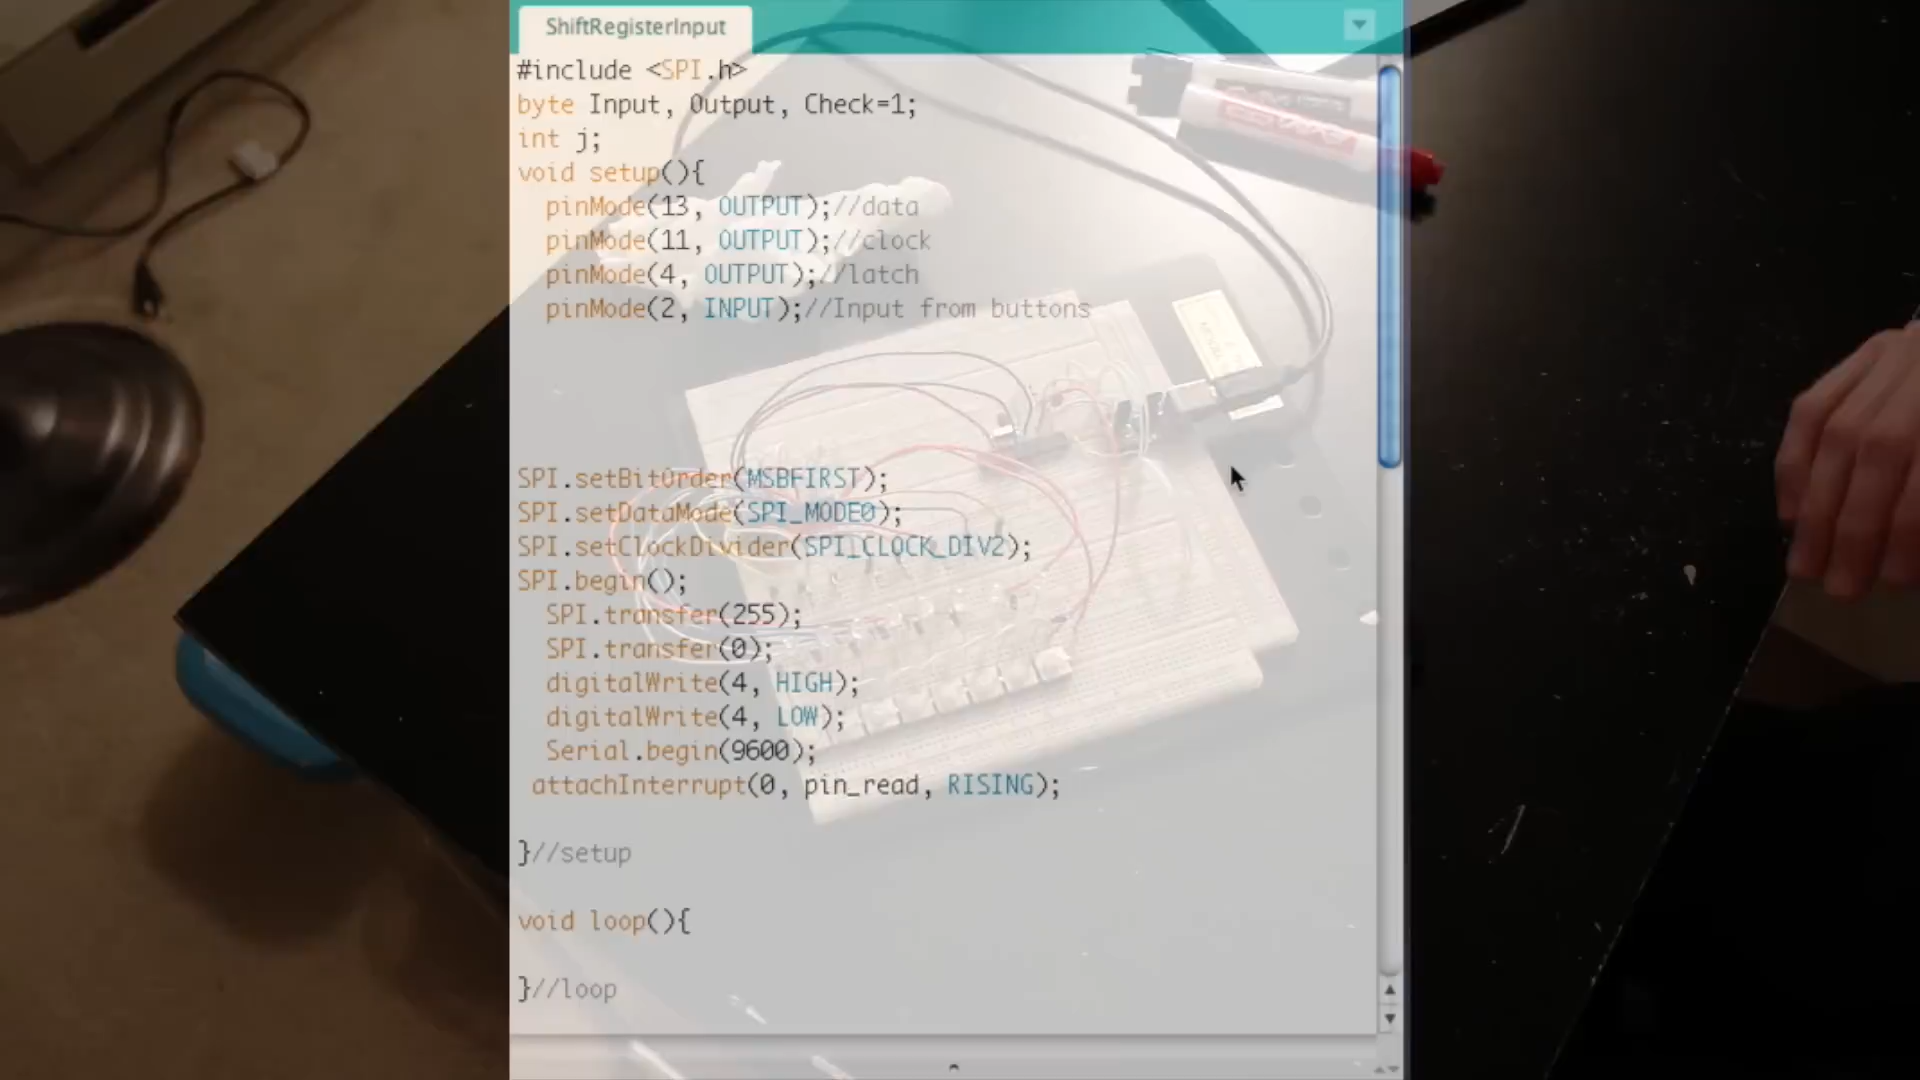 ShiftRegisterInput
#include <SPI.h>
byte Input, Output, Check=1;
int j;
void setup(){
pinMode(13, OUTPUT);//data
pinMode(11, OUTPUT);//clock
pinMode(4, OUTPUT);//latch
pinMode(2, INPUT);//Input from buttons
SPI.setBitOrder(MSBFIRST);
SPI.setDataMode(SPI_MODE0);
SPI.setClockDivider(SPI_CLOCK_DIV2);
SPI.begin();
SPI.transfer(255);
SPI.transfer(0);
digitalWrite(4, HIGH);
digitalWrite(4, LOW);
Serial.begin(9600);
attachInterrupt(0, pin_read, RISING);
}//setup
void loop(){
}//loop